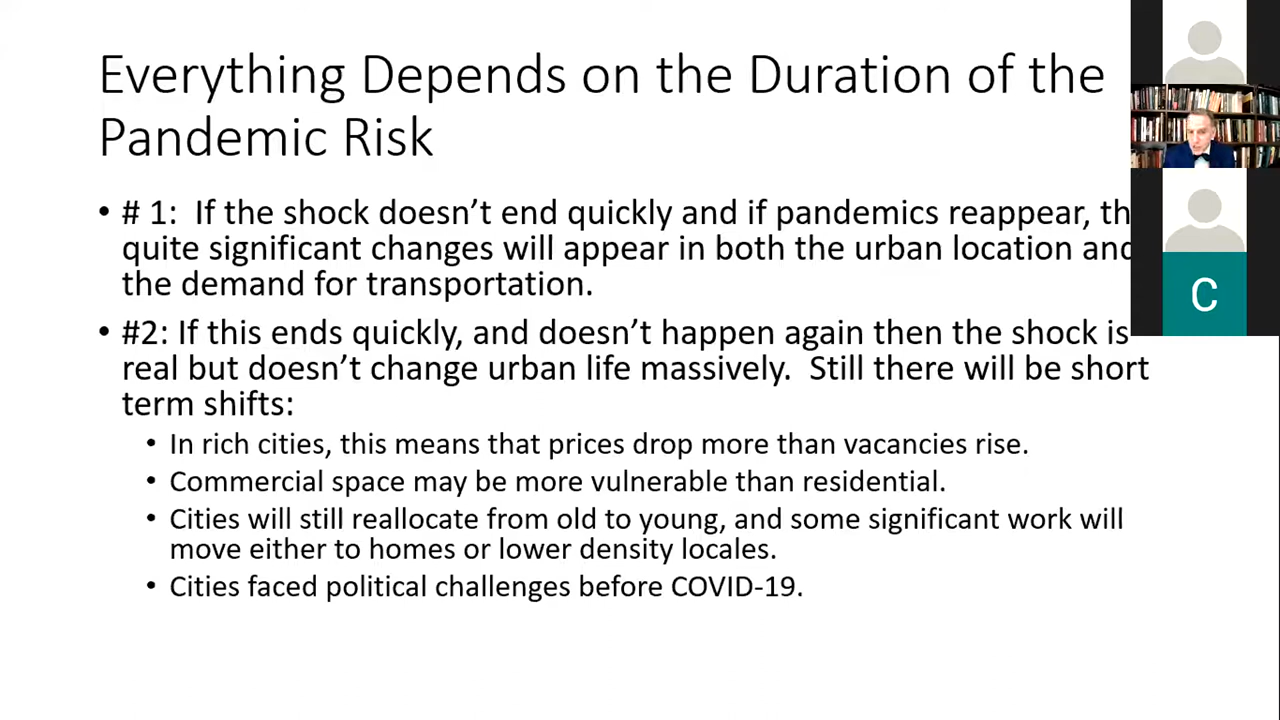 Everything Depends on the Duration of the
Pandemic Risk
• # 1: If the shock doesn’t end quickly and if pandemics reappear,
quite significant changes will appear in both the urban location and
the demand for transportation.
• #2: If this ends quickly, and doesn’t happen again then the shock is
real but doesn’t change urban life massively. Still there will be short
term shifts:
• In rich cities, this means that prices drop more than vacancies rise.
• Commercial space may be more vulnerable than residential.
• Cities will still reallocate from old to young, and some significant work will
move either to homes or lower density locales.
• Cities faced political challenges before COVID-19.
C